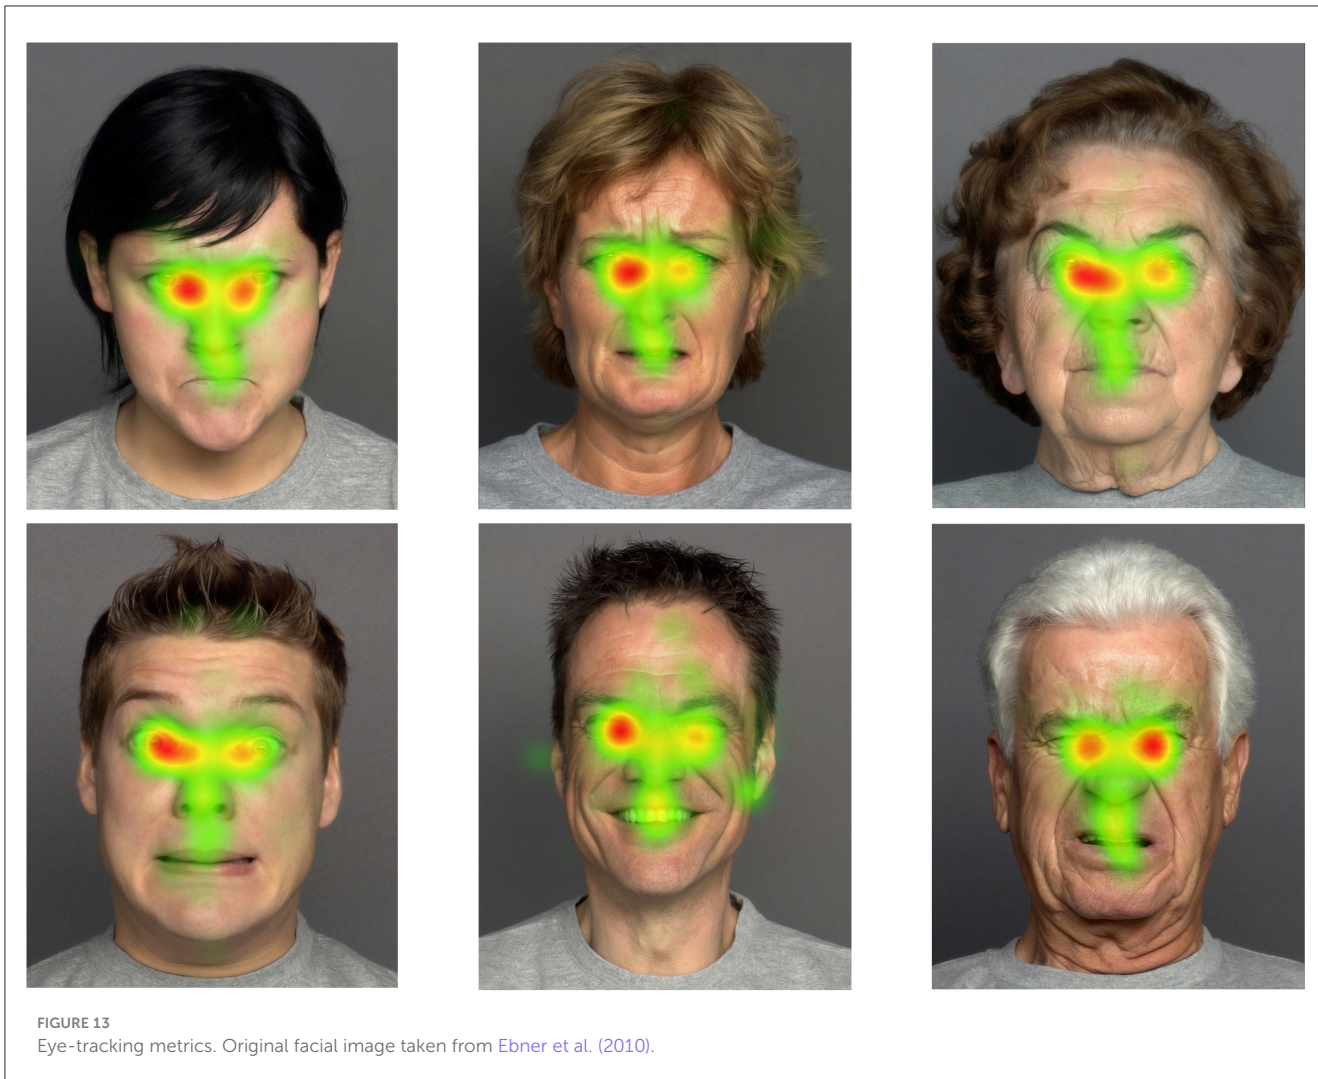 FIGURE 13
Eye-tracking metrics. Original facial image taken from Ebner et al. (2010).